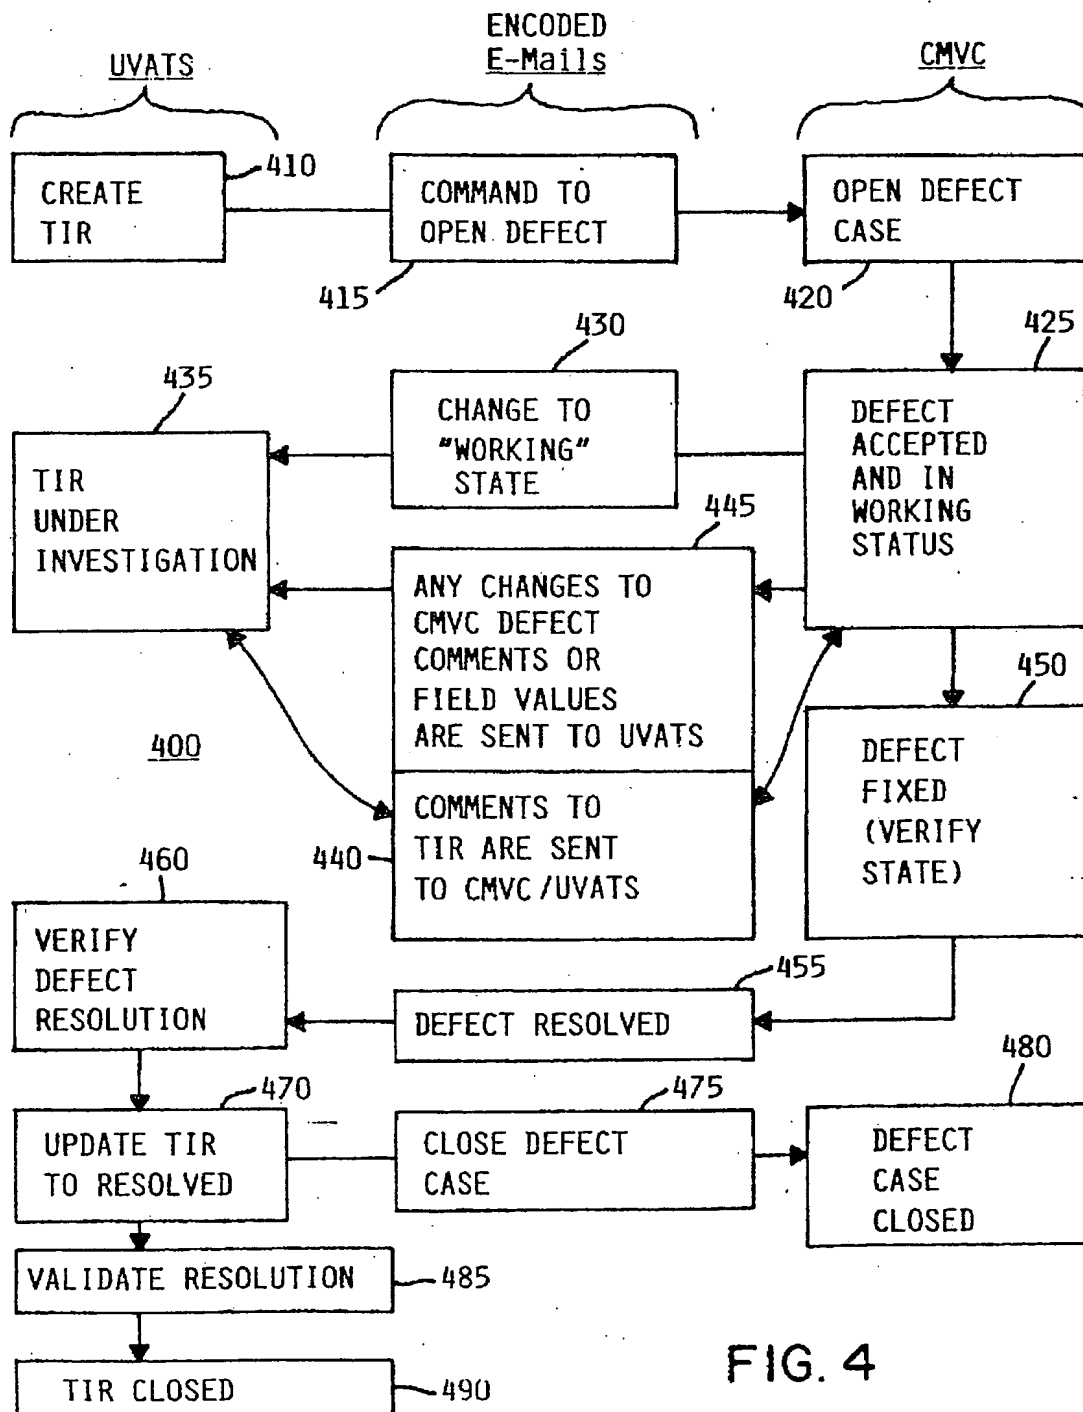 UVATS
ENCODED
E-Mails
CMVC
CREATE
TIR
410
COMMAND TO
OPEN DEFECT
415
OPEN DEFECT
CASE
420
425
DEFECT
ACCEPTED
AND IN
WORKING
STATUS
430
CHANGE TO
"WORKING"
STATE
435
TIR
UNDER
INVESTIGATION
445
ANY CHANGES TO
CMVC DEFECT
COMMENTS OR
FIELD VALUES
ARE SENT TO UVATS
400
440
COMMENTS TO
TIR ARE SENT
TO CMVC/UVATS
450
DEFECT
FIXED
(VERIFY
STATE)
455
DEFECT RESOLVED
460
VERIFY
DEFECT
RESOLUTION
470
UPDATE TIR
TO RESOLVED
475
CLOSE DEFECT
CASE
480
DEFECT
CASE
CLOSED
VALIDATE RESOLUTION
485
TIR CLOSED
490
FIG. 4